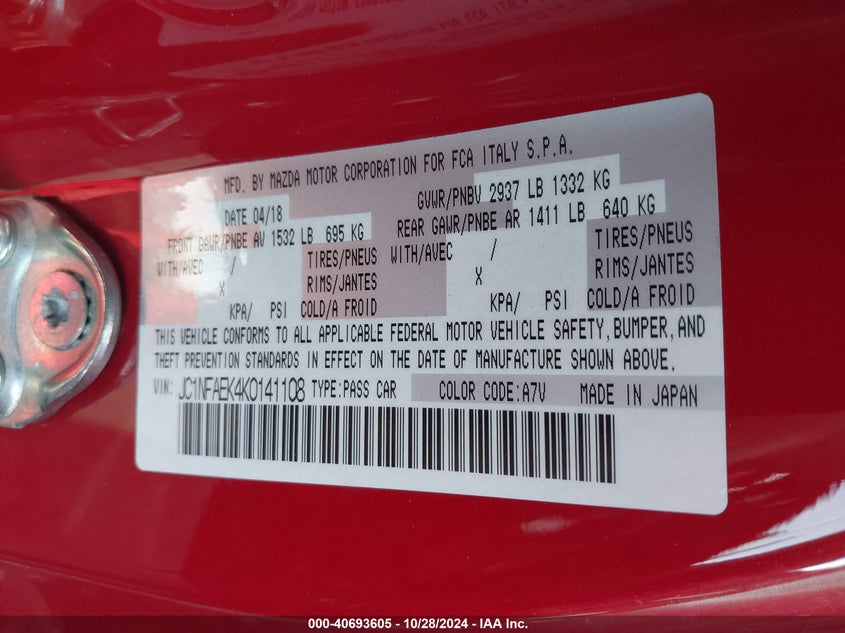 MFD. BY MAZDA MOTOR CORPORATION FOR FCA ITALY S.P.A.
DATE 04/18 GVWR/PNBV 2937 LB 1332 KG
FRONT GAWR/PNBE AV 1532 LB 695 KG REAR GAWR/PNBE AR 1411 LB 640 KG
WITH/AVEC / TIRES/PNEUS WITH/AVEC / TIRES/PNEUS
X RIMS/JANTES X RIMS/JANTES
KPA/ PSI COLD/A FROID KPA/ PSI COLD/A FROID
THIS VEHICLE CONFORMS TO ALL APPLICABLE FEDERAL MOTOR VEHICLE SAFETY, BUMPER, AND
THEFT PREVENTION STANDARDS IN EFFECT ON THE DATE OF MANUFACTURE SHOWN ABOVE.
VIN: JC1NFAEK4K0141108 TYPE:PASS CAR COLOR CODE:A7V MADE IN JAPAN
000-40693605 - 10/28/2024 - IAA Inc.